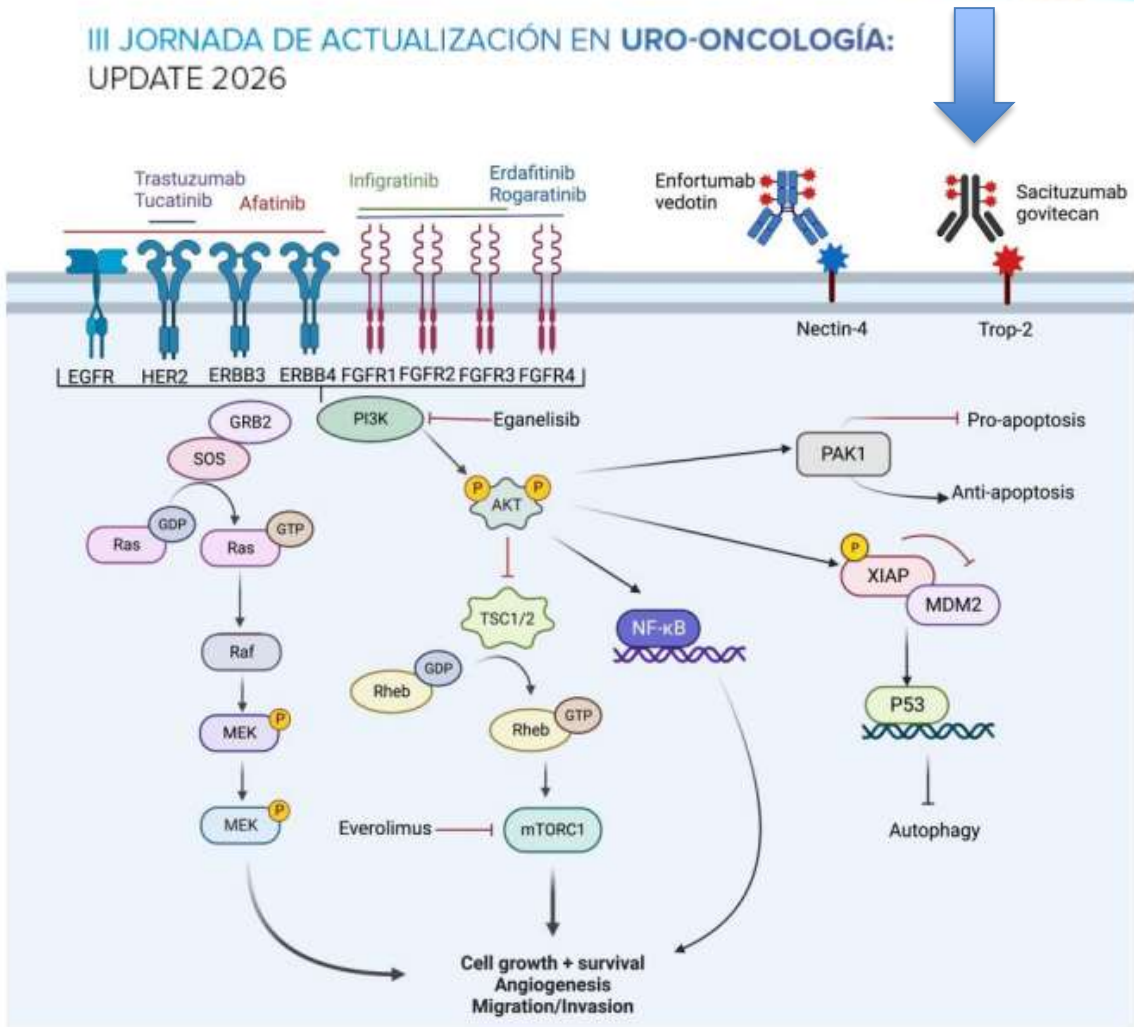 III JORNADA DE ACTUALIZACIÓN EN URO-ONCOLOGÍA:
UPDATE 2026
Trastuzumab
Tucatinib
Afatinib
Infigratinib
Erdafitinib
Rogaratinib
Enfortumab
vedotin
Sacituzumab
govitecan
Nectin-4
Trop-2
EGFR
HER2
ERBB3
ERBB4
FGFR1
FGFR2
FGFR3
FGFR4
GRB2
SOS
PI3K
Eganelisib
Pro-apoptosis
PAK1
Anti-apoptosis
P
P
AKT
Ras
GDP
Ras
GTP
P
XIAP
MDM2
TSC1/2
NF-κB
Raf
Rheb
GDP
Rheb
GTP
P53
MEK
P
MEK
P
Everolimus
mTORC1
Autophagy
Cell growth + survival
Angiogenesis
Migration/Invasion